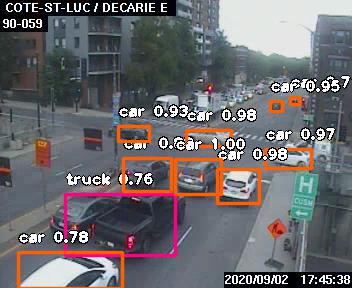 COTE-ST-LUC / DECARIE E
90-059
car 0.95
car 0.93
car 0.98
car 0.97
car 1.00
car 0.98
truck 0.76
car 0.78
H
CUSM
2020/09/02 17:45:38